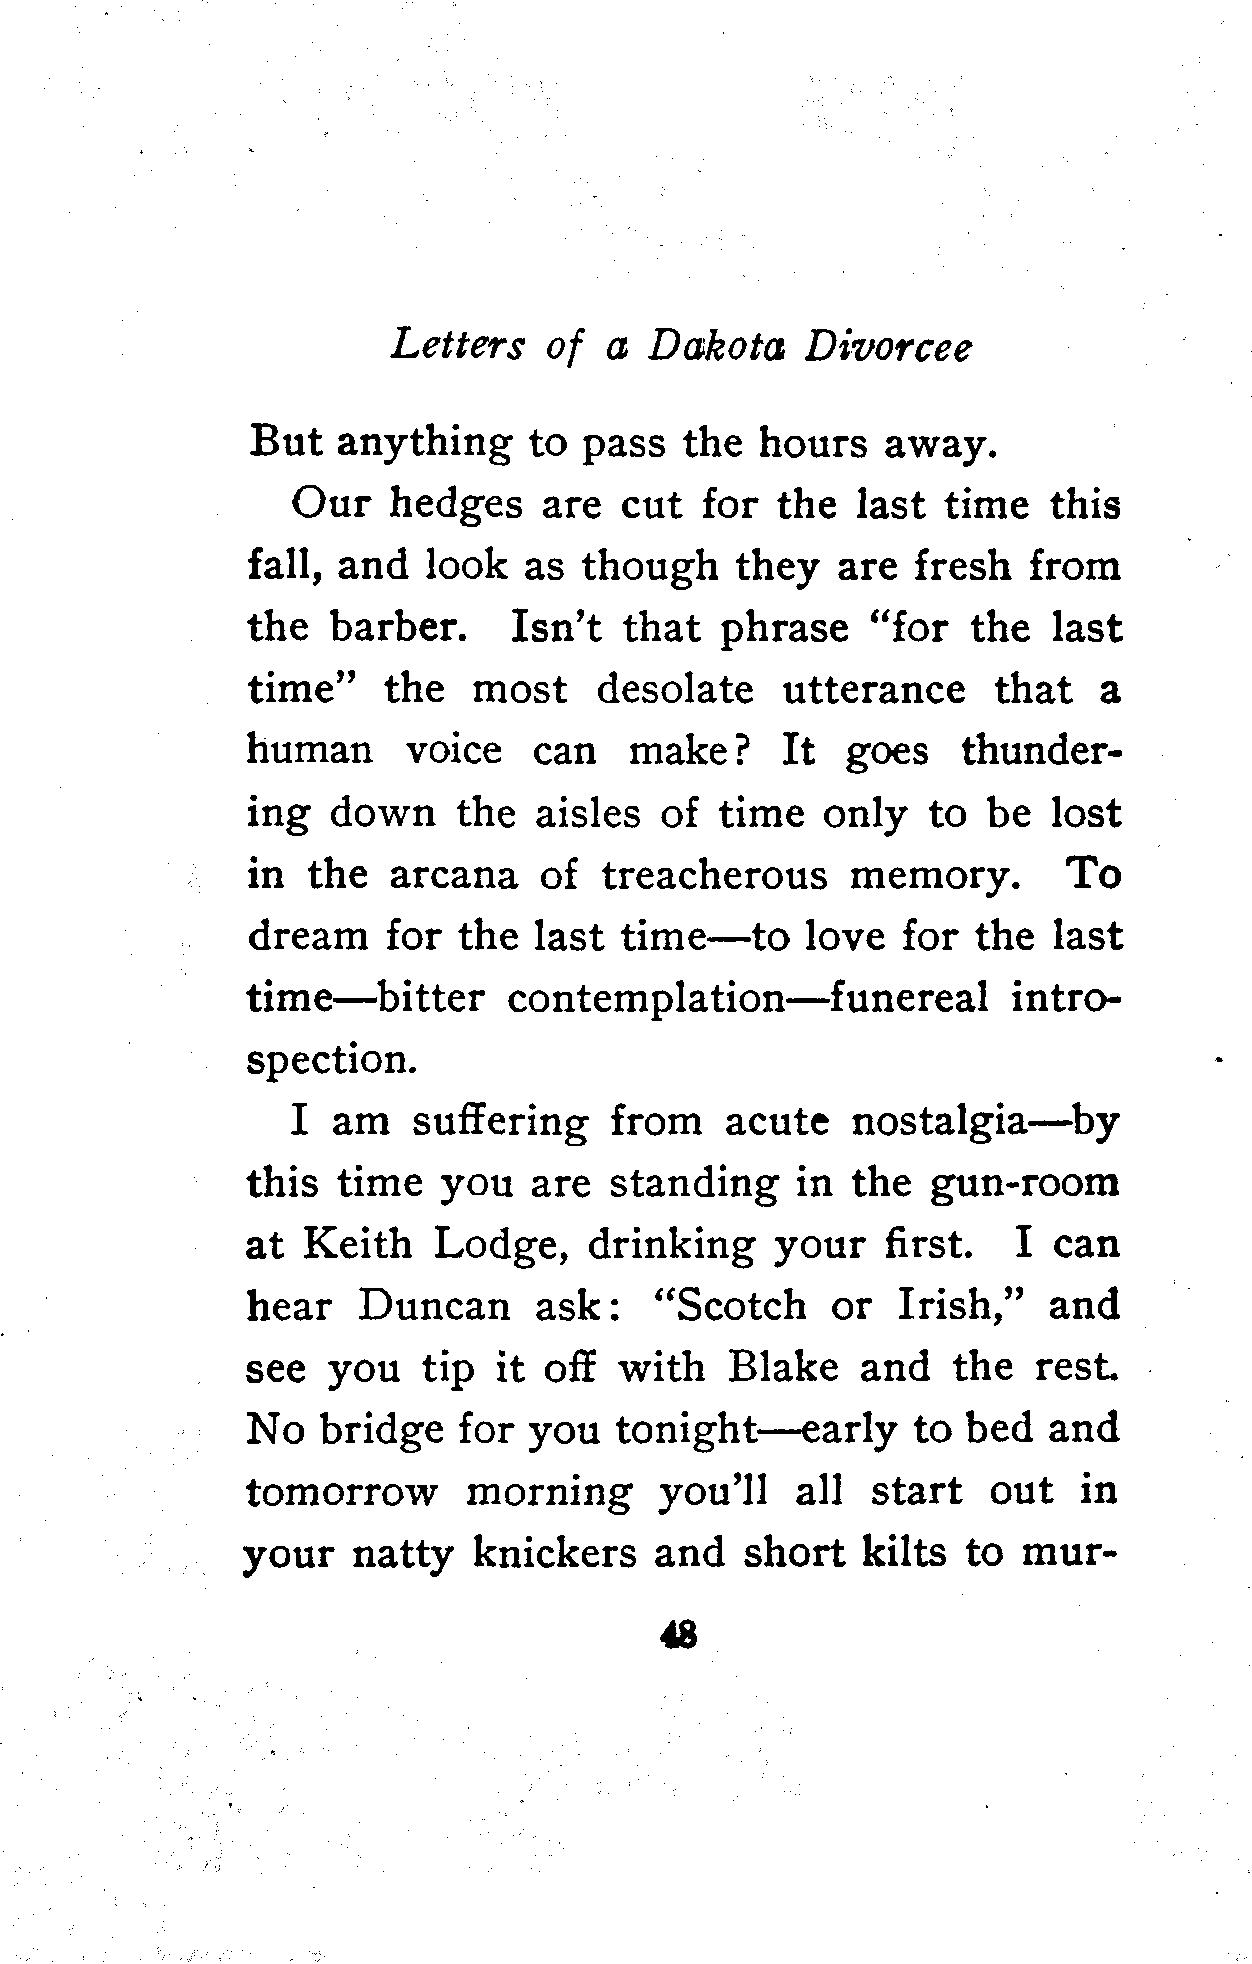 Letters of a Dakota Divorcee
But anything to pass the hours away.
Our hedges are cut for the last time this
fall, and look as though they are fresh from
the barber. Isn't that phrase "for the last
time" the most desolate utterance that a
human voice can make? It goes thunder-
ing down the aisles of time only to be lost
in the arcana of treacherous memory. To
dream for the last time—to love for the last
time—bitter contemplation—funereal intro-
spection.
I am suffering from acute nostalgia—by
this time you are standing in the gun-room
at Keith Lodge, drinking your first. I can
hear Duncan ask: "Scotch or Irish," and
see you tip it off with Blake and the rest.
No bridge for you tonight—early to bed and
tomorrow morning you'll all start out in
your natty knickers and short kilts to mur-
48